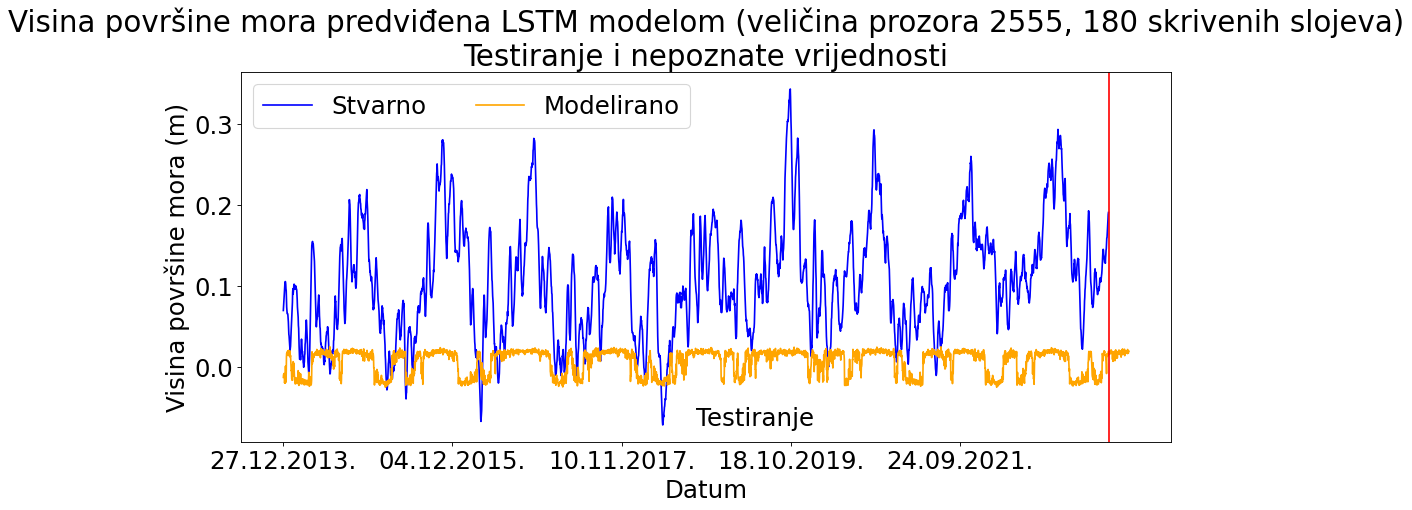 Visina površine mora predviđena LSTM modelom (veličina prozora 2555, 180 skrivenih slojeva)
Testiranje i nepoznate vrijednosti
Stvarno Modelirano
Visina površine mora (m)
0.3
0.2
0.1
0.0
Testiranje
27.12.2013. 04.12.2015. 10.11.2017. 18.10.2019. 24.09.2021.
Datum